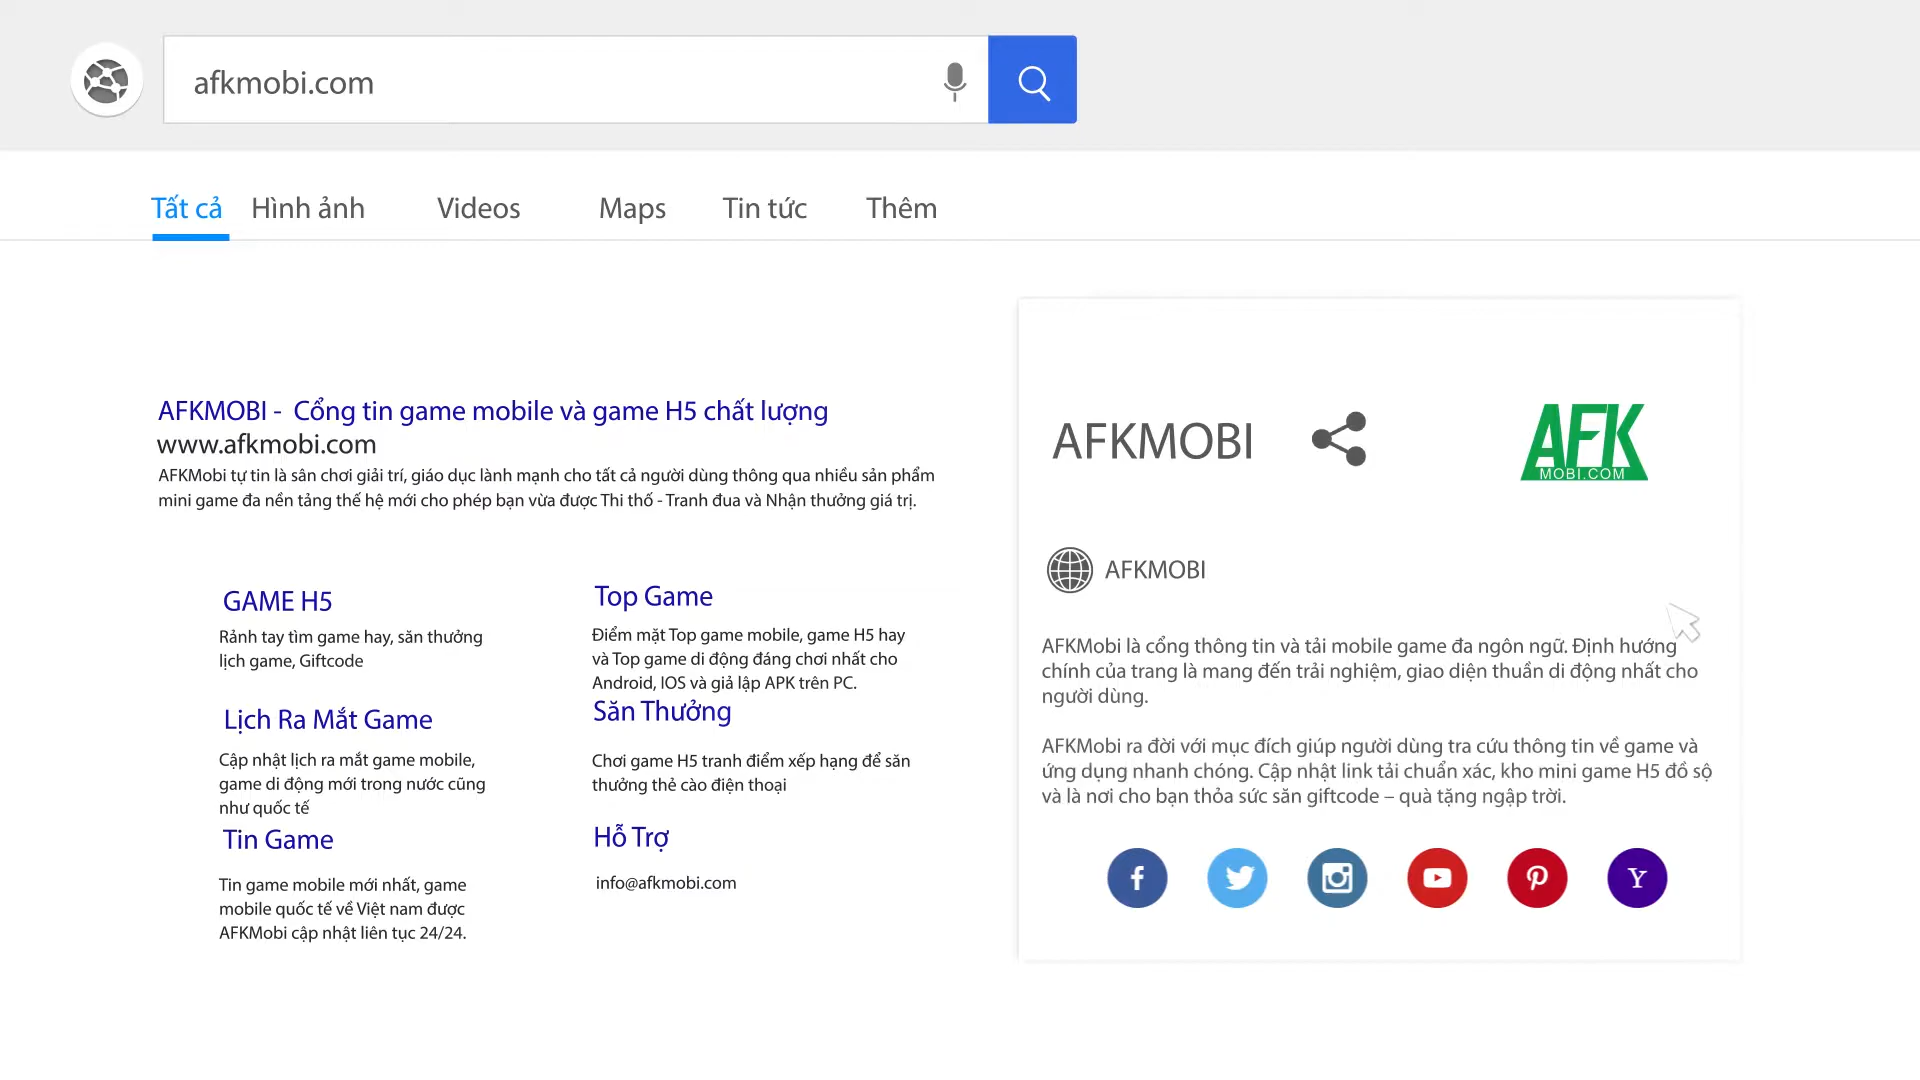 afkmobi.com
Tất cả Hình ảnh Videos Maps Tin tức Thêm
AFKMOBI - Cổng tin game mobile và game H5 chất lượng
www.afkmobi.com
AFKMobi tự tin là sân chơi giải trí, giáo dục lành mạnh cho tất cả người dùng thông qua nhiều sản phẩm
mini game đa nền tảng thế hệ mới cho phép bạn vừa được Thi thố - Tranh đua và Nhận thưởng giá trị.
GAME H5
Rảnh tay tìm game hay, săn thưởng
lịch game, Giftcode
Lịch Ra Mắt Game
Cập nhật lịch ra mắt game mobile,
game di động mới trong nước cũng
như quốc tế
Tin Game
Tin game mobile mới nhất, game
mobile quốc tế về Việt nam được
AFKMobi cập nhật liên tục 24/24.
Top Game
Điểm mặt Top game mobile, game H5 hay
và Top game di động đáng chơi nhất cho
Android, IOS và giả lập APK trên PC.
Săn Thưởng
Chơi game H5 tranh điểm xếp hạng để săn
thưởng thẻ cào điện thoại
Hỗ Trợ
info@afkmobi.com
AFKMOBI
AFK
MOBI.COM
AFKMOBI
AFKMobi là cổng thông tin và tải mobile game đa ngôn ngữ. Định hướng
chính của trang là mang đến trải nghiệm, giao diện thuần di động nhất cho
người dùng.
AFKMobi ra đời với mục đích giúp người dùng tra cứu thông tin về game và
ứng dụng nhanh chóng. Cập nhật link tải chuẩn xác, kho mini game H5 đồ sộ
và là nơi cho bạn thỏa sức săn giftcode – quà tặng ngập trời.